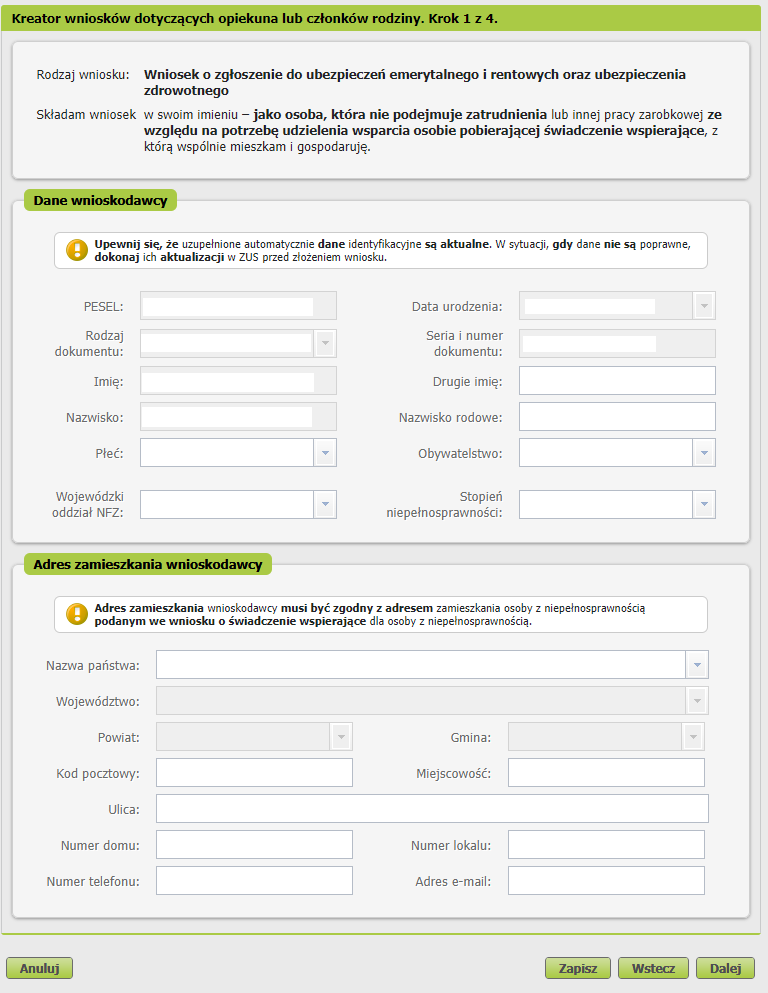 Kreator wniosków dotyczących opiekuna lub członków rodziny. Krok 1 z 4.
Rodzaj wniosku: Wniosek o zgłoszenie do ubezpieczeń emerytalnego i rentowych oraz ubezpieczenia
zdrowotnego
Składam wniosek w swoim imieniu – jako osoba, która nie podejmuje zatrudnienia lub innej pracy zarobkowej ze
względu na potrzebę udzielenia wsparcia osobie pobierającej świadczenie wspierające, z
którą wspólnie mieszkam i gospodaruję.
Dane wnioskodawcy
Upewnij się, że uzupełnione automatycznie dane identyfikacyjne są aktualne. W sytuacji, gdy dane nie są poprawne,
dokonaj ich aktualizacji w ZUS przed złożeniem wniosku.
PESEL: Data urodzenia:
Rodzaj
dokumentu:
Seria i numer
dokumentu:
Imię: Drugie imię:
Nazwisko: Nazwisko rodowe:
Płeć: Obywatelstwo:
Wojewódzki
oddział NFZ:
Stopień
niepełnosprawności:
Adres zamieszkania wnioskodawcy
Adres zamieszkania wnioskodawcy musi być zgodny z adresem zamieszkania osoby z niepełnosprawnością
podanym we wniosku o świadczenie wspierające dla osoby z niepełnosprawnością.
Nazwa państwa:
Województwo:
Powiat: Gmina:
Kod pocztowy: Miejscowość:
Ulica:
Numer domu: Numer lokalu:
Numer telefonu: Adres e-mail:
Anuluj Zapisz Wstecz Dalej